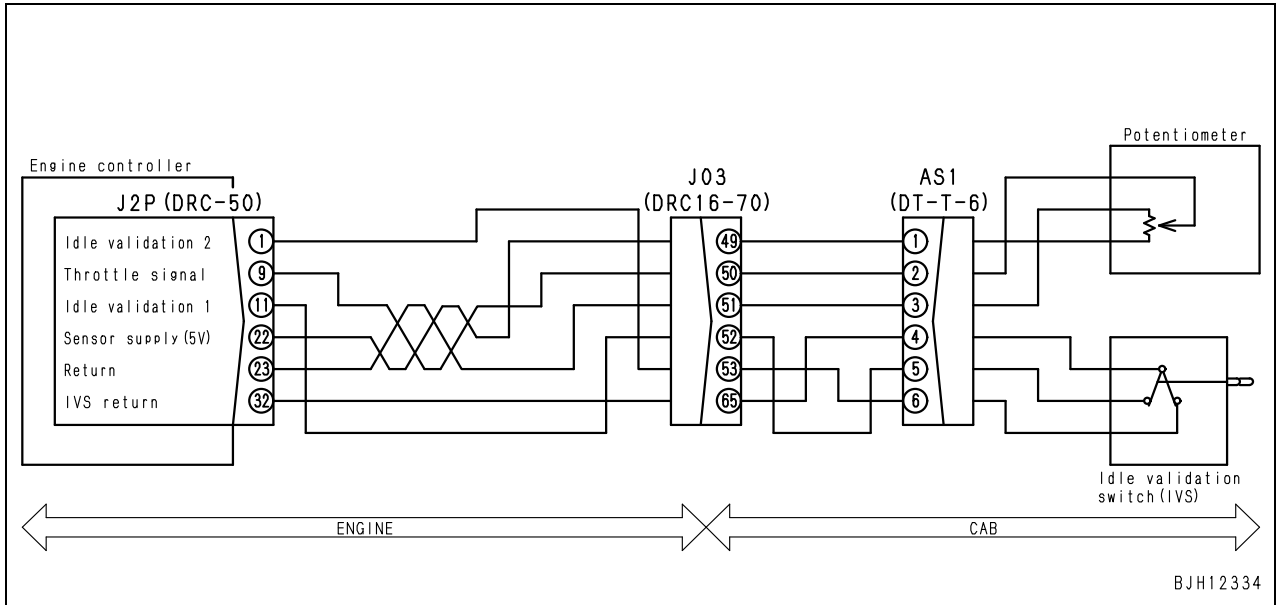 Potentiometer
Engine controller
J2P (DRC-50)
J03
(DRC16-70)
AS1
(DT-T-6)
Idle validation 2
1
49
1
Throttle signal
9
50
2
Idle validation 1
11
51
3
Sensor supply (5V)
22
52
4
Return
23
53
5
IVS return
32
65
6
Idle validation
switch (IVS)
ENGINE
CAB
BJH12334